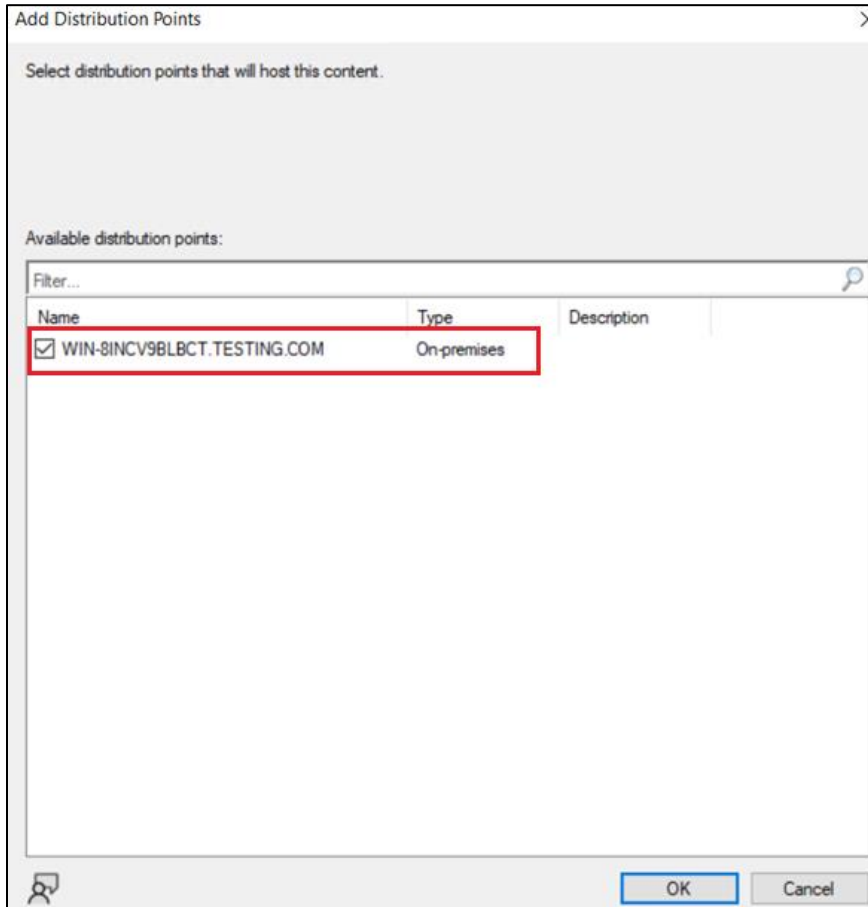 Add Distribution Points
Select distribution points that will host this content.
Available distribution points:
Filter...
Name Type Description
WIN-8INCV9BLBCT.TESTING.COM On-premises
OK Cancel